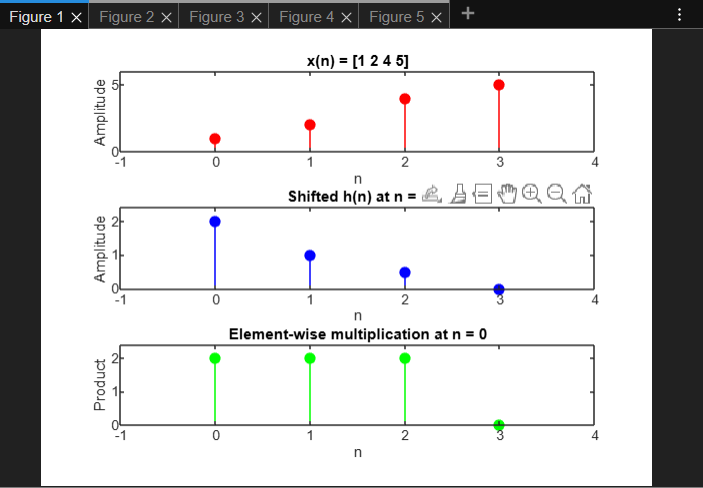 Figure 1 × Figure 2 × Figure 3 × Figure 4 × Figure 5 × +
x(n) = [1 2 4 5]
Amplitude
5
0
-1 0 1 2 3 4
n
Shifted h(n) at n =
Amplitude
2
1
0
-1 0 1 2 3 4
n
Element-wise multiplication at n = 0
Product
2
1
0
-1 0 1 2 3 4
n